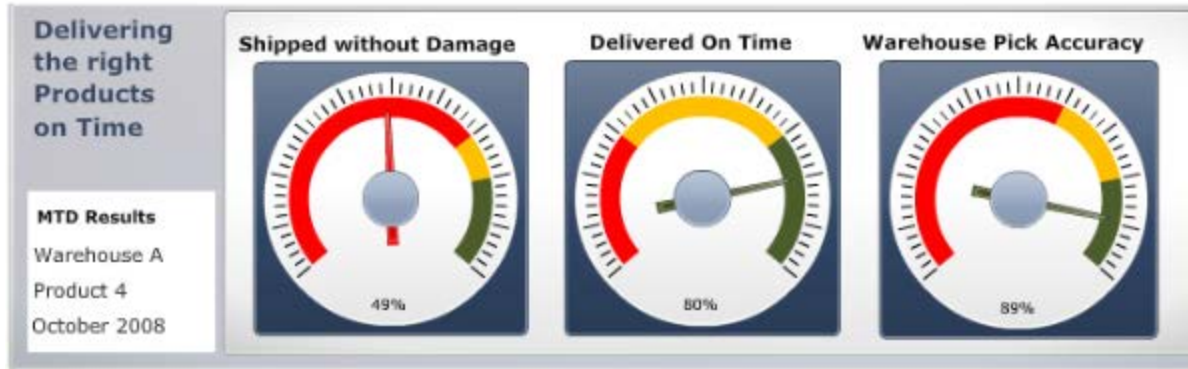 Delivering
the right
Products
on Time
MTD Results
Warehouse A
Product 4
October 2008
Shipped without Damage
49%
Delivered On Time
80%
Warehouse Pick Accuracy
89%